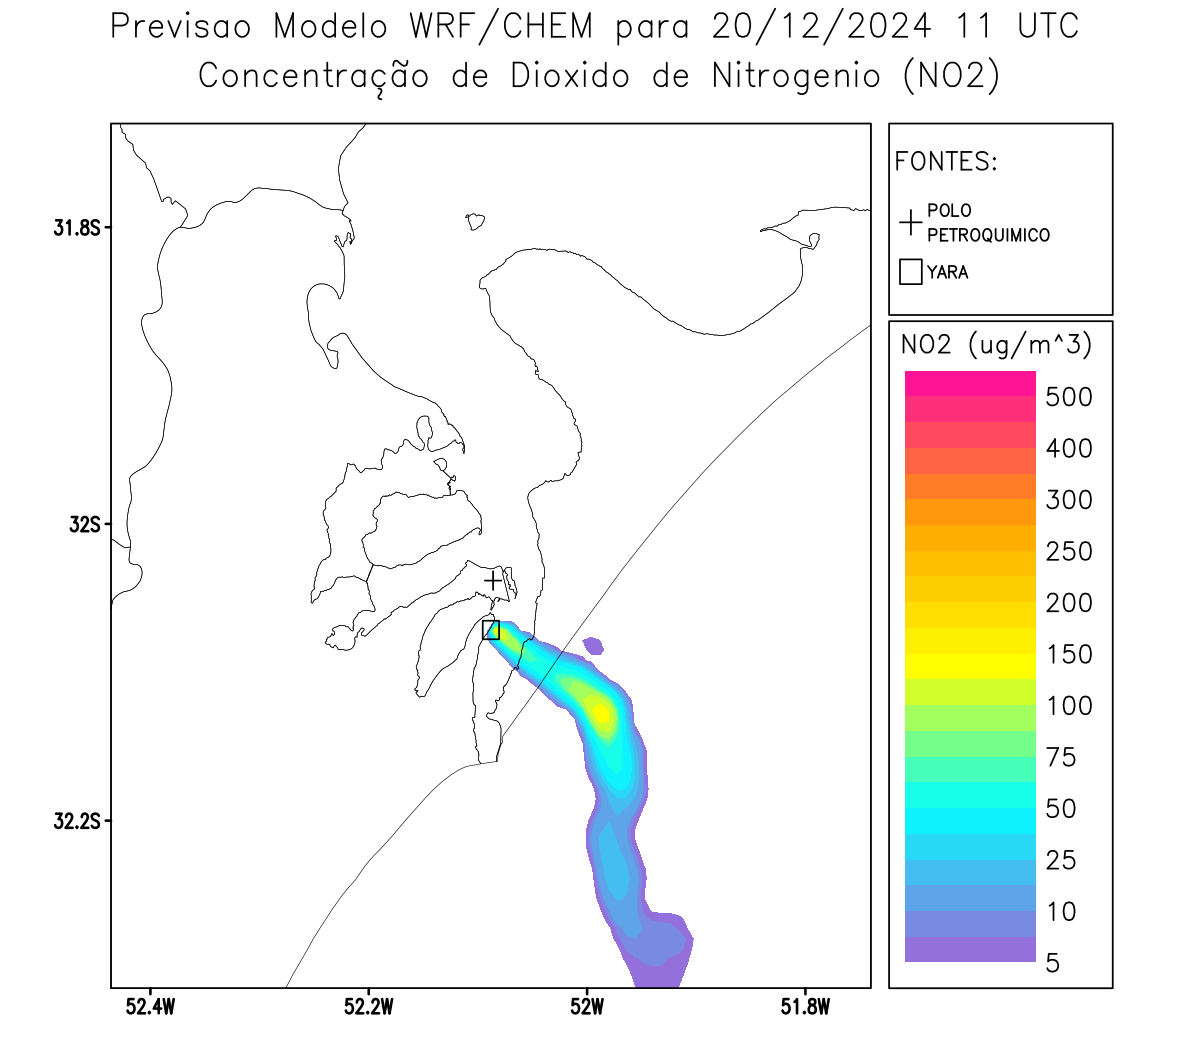 Previsao Modelo WRF/CHEM para 20/12/2024 11 UTC
Concentração de Dioxido de Nitrogenio (NO2)
FONTES:
POLO
PETROQUIMICO
YARA
NO2 (ug/m^3)
500
400
300
250
200
150
100
75
50
25
10
5
31.8S
32S
32.2S
52.4W
52.2W
52W
51.8W